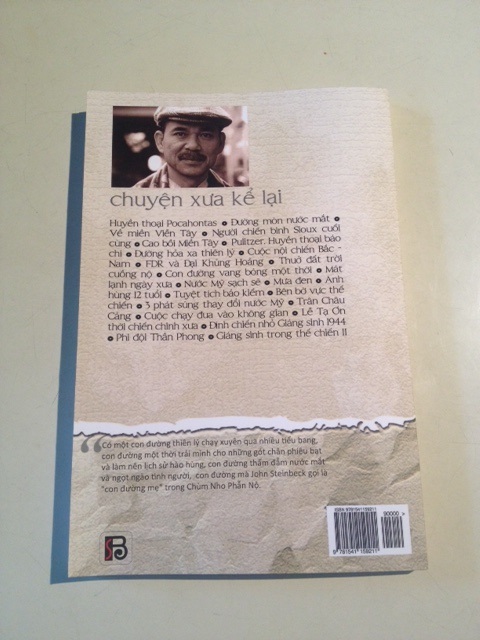 chuyện xưa kể lại
Huyền thoại Pocahontas • Đường mòn nước mắt •
Về miền Viễn Tây • Người chiến binh Sioux cuối
cùng • Cao bồi Miền Tây • Pulitzer. Huyền thoại báo
chí • Đường hỏa xa thiên lý • Cuộc nội chiến Bắc -
Nam • FDR và Đại Khủng Hoảng • Thuở đất trời
cuồng nộ • Con đường vang bóng một thời • Mát
lạnh ngày xưa • Nước Mỹ sạch sẽ • Mưa đen • Anh
hùng 12 tuổi • Tuyệt tích bảo kiếm • Bên bờ vực thế
chiến • 3 phát súng thay đổi nước Mỹ • Trân Châu
Cảng • Cuộc chạy đua vào không gian • Lễ Tạ Ơn
thời chiến chinh xưa • Đình chiến nhỏ Giáng sinh 1944
• Phi đội Thần Phong • Giáng sinh trong thế chiến II
“Có một con đường thiên lý chạy xuyên qua nhiều tiểu bang,
con đường một thời trải mình cho những gót chân phiêu bạt
và làm nên lịch sử hào hùng, con đường thấm đẫm nước mắt
và ngọt ngào tình người, con đường mà John Steinbeck gọi là
"con đường mẹ" trong Chùm Nho Phẫn Nộ.
ISBN 9781541159211
90000 >
9 781541 159211
SB